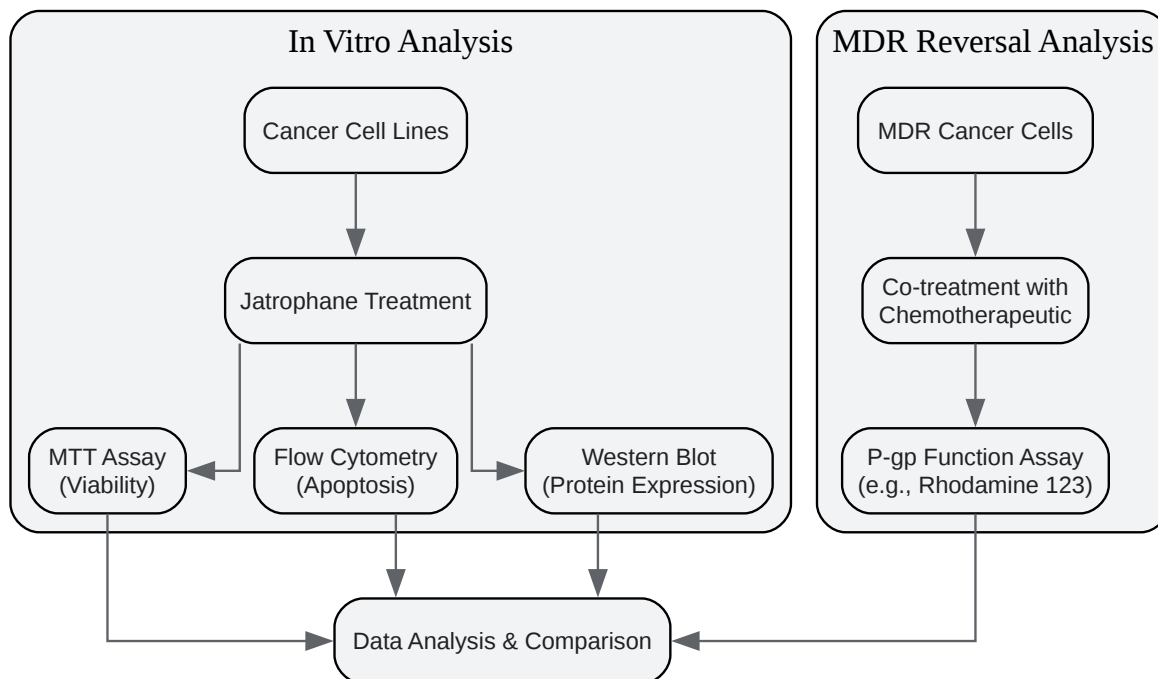 In Vitro Analysis
MDR Reversal Analysis
Cancer Cell Lines
MDR Cancer Cells
Jatrophane Treatment
Co-treatment with
Chemotherapeutic
MTT Assay
(Viability)
Flow Cytometry
(Apoptosis)
Western Blot
(Protein Expression)
P-gp Function Assay
(e.g., Rhodamine 123)
Data Analysis & Comparison